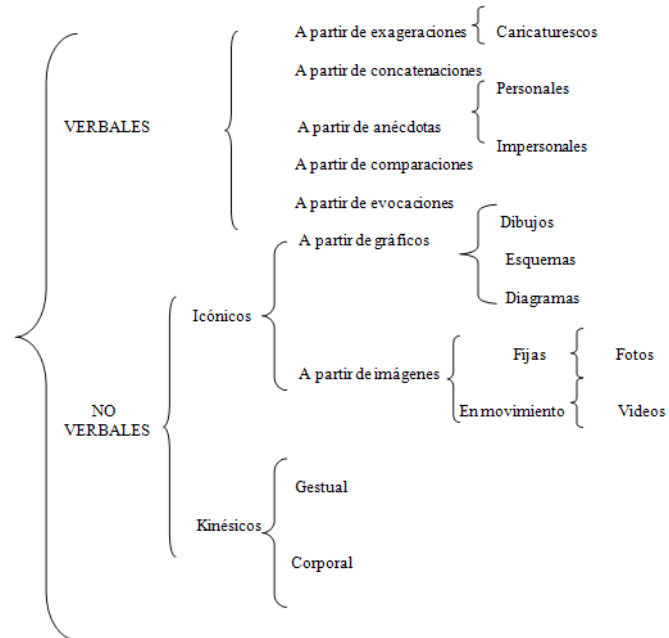 A partir de exageraciones Caricaturescos
A partir de concatenaciones
Personales
VERBALES
A partir de anécdotas
Impersonales
A partir de comparaciones
A partir de evocaciones
Dibujos
A partir de gráficos
Esquemas
Diagramas
Icónicos
Fijas Fotos
A partir de imágenes
En movimiento Videos
NO
VERBALES
Gestual
Kinésicos
Corporal